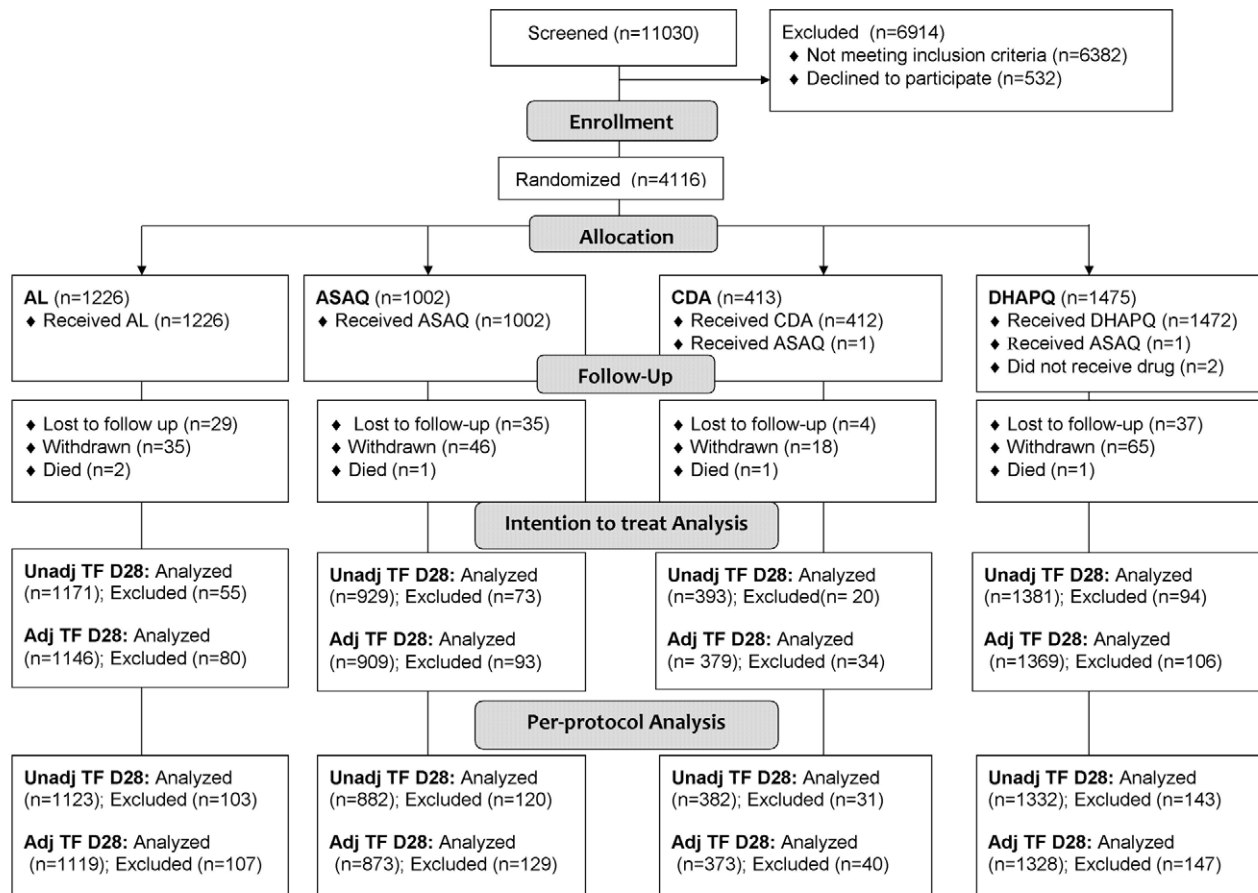 Screened (n=11030)
Excluded (n=6914)
♦ Not meeting inclusion criteria (n=6382)
♦ Declined to participate (n=532)
Enrollment
Randomized (n=4116)
Allocation
AL (n=1226)
♦ Received AL (n=1226)
ASAQ (n=1002)
♦ Received ASAQ (n=1002)
CDA (n=413)
♦ Received CDA (n=412)
♦ Received ASAQ (n=1)
DHAPQ (n=1475)
♦ Received DHAPQ (n=1472)
♦ Received ASAQ (n=1)
♦ Did not receive drug (n=2)
Follow-Up
♦ Lost to follow up (n=29)
♦ Withdrawn (n=35)
♦ Died (n=2)
♦ Lost to follow-up (n=35)
♦ Withdrawn (n=46)
♦ Died (n=1)
♦ Lost to follow-up (n=4)
♦ Withdrawn (n=18)
♦ Died (n=1)
♦ Lost to follow-up (n=37)
♦ Withdrawn (n=65)
♦ Died (n=1)
Intention to treat Analysis
Unadj TF D28: Analyzed
(n=1171); Excluded (n=55)
Adj TF D28: Analyzed
(n=1146); Excluded (n=80)
Unadj TF D28: Analyzed
(n=929); Excluded (n=73)
Adj TF D28: Analyzed
(n=909); Excluded (n=93)
Unadj TF D28: Analyzed
(n=393); Excluded(n= 20)
Adj TF D28: Analyzed
(n= 379); Excluded (n=34)
Unadj TF D28: Analyzed
(n=1381); Excluded (n=94)
Adj TF D28: Analyzed
(n=1369); Excluded (n=106)
Per-protocol Analysis
Unadj TF D28: Analyzed
(n=1123); Excluded (n=103)
Adj TF D28: Analyzed
(n=1119); Excluded (n=107)
Unadj TF D28: Analyzed
(n=882); Excluded (n=120)
Adj TF D28: Analyzed
(n=873); Excluded (n=129)
Unadj TF D28: Analyzed
(n=382); Excluded (n=31)
Adj TF D28: Analyzed
(n=373); Excluded (n=40)
Unadj TF D28: Analyzed
(n=1332); Excluded (n=143)
Adj TF D28: Analyzed
(n=1328); Excluded (n=147)